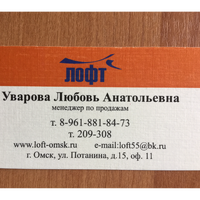 ЛОФТ
Уварова Любовь Анатольевна
менеджер по продажам
т. 8-961-881-84-73
т. 209-308
www.loft-omsk.ru e-mail:loft55@bk.ru
г. Омск, ул. Потанина, д.15, оф. 11